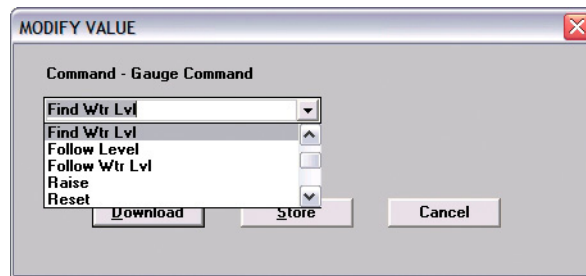 MODIFY VALUE
Command - Gauge Command
Find Wtr Lvl
Find Wtr Lvl
Follow Level
Follow Wtr Lvl
Raise
Reset
Download Store Cancel